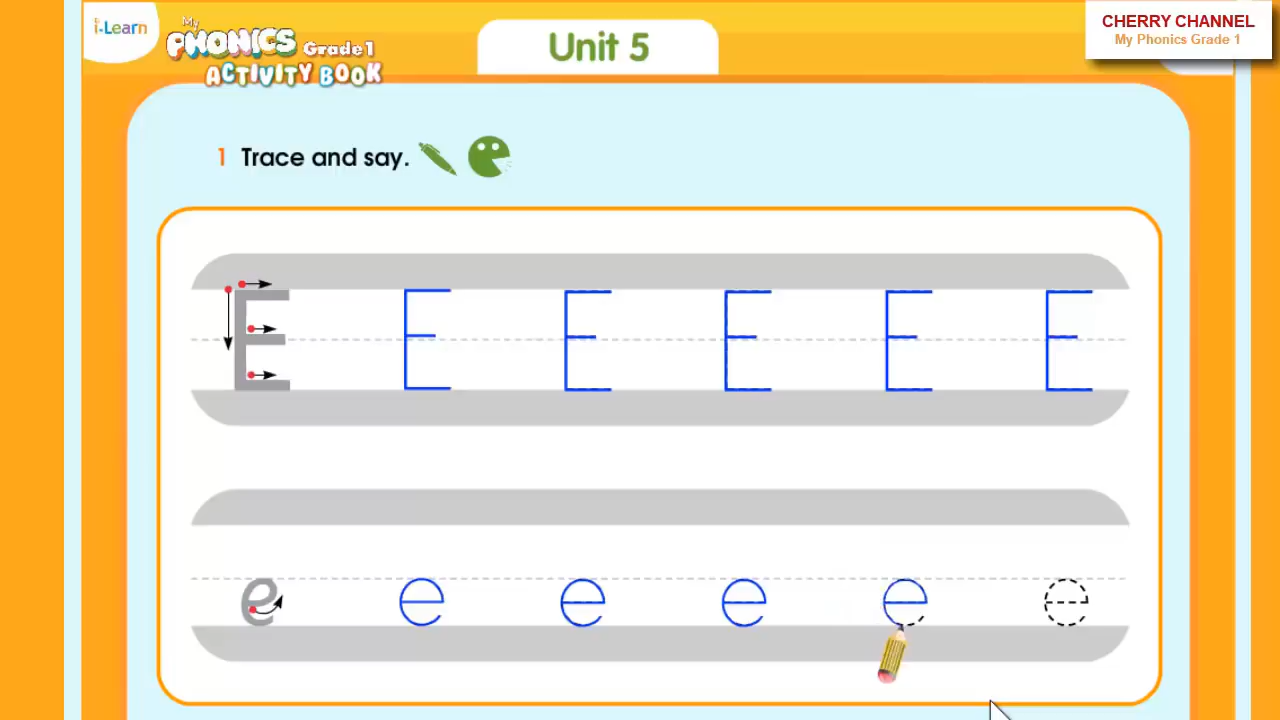 i-Learn
My
PHONICS Grade 1
ACTIVITY BOOK
Unit 5
CHERRY CHANNEL
My Phonics Grade 1
1 Trace and say.
E E E E E E
e e e e e e